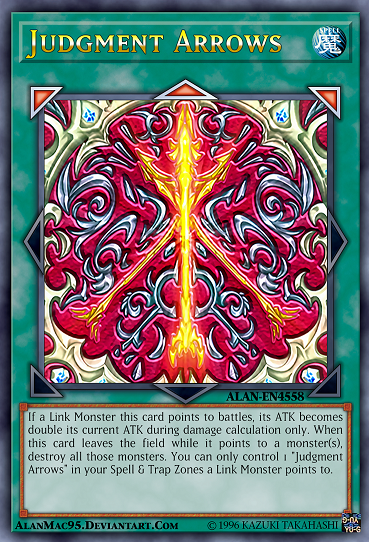 JUDGMENT ARROWS
SPELL
魔
ALAN-EN4558
If a Link Monster this card points to battles, its ATK becomes
double its current ATK during damage calculation only. When
this card leaves the field while it points to a monster(s),
destroy all those monsters. You can only control 1 "Judgment
Arrows" in your Spell & Trap Zones a Link Monster points to.
ALANMAC95.DEVIANTART.COM
©1996 KAZUKI TAKAHASHI